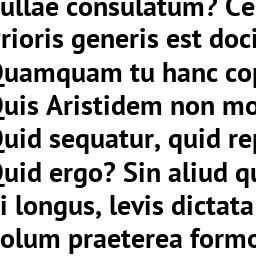 ullae consulatum? Ce
rioris generis est doci
Quamquam tu hanc cop
Quis Aristidem non mo
Quid sequatur, quid rep
Quid ergo? Sin aliud qu
i longus, levis dictata
olum praeterea formo